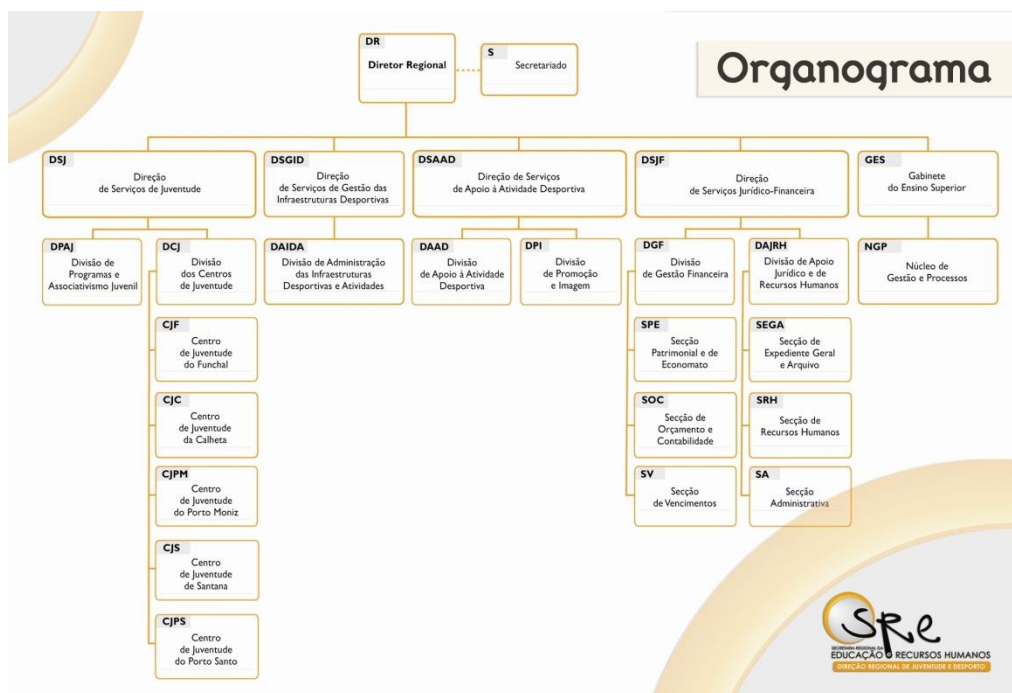 Organograma
DR
Diretor Regional
S
Secretariado
DSJ
Direção
de Serviços de Juventude
DSGID
Direção
de Serviços de Gestão das
Infraestruturas Desportivas
DSAAD
Direção de Serviços
de Apoio à Atividade Desportiva
DSJF
Direção
de Serviços Jurídico-Financeira
GES
Gabinete
do Ensino Superior
DPAJ
Divisão de
Programas e
Associativismo Juvenil
DCJ
Divisão
dos Centros
de Juventude
DAIDA
Divisão de Administração
das Infraestruturas
Desportivas e Atividades
DAAD
Divisão
de Apoio à Atividade
Desportiva
DPI
Divisão
de Promoção
e Imagem
DGF
Divisão
de Gestão Financeira
DAJRH
Divisão de Apoio
Jurídico e de
Recursos Humanos
NGP
Núcleo de
Gestão e Processos
CJF
Centro
de Juventude
do Funchal
SPE
Secção
Patrimonial e de
Economato
SEGA
Secção de
Expediente Geral
e Arquivo
CJC
Centro
de Juventude
da Calheta
SOC
Secção de
Orçamento e
Contabilidade
SRH
Secção de
Recursos Humanos
CJPM
Centro
de Juventude
do Porto Moniz
SV
Secção
de Vencimentos
SA
Secção
Administrativa
CJS
Centro
de Juventude
de Santana
CJPS
Centro
de Juventude
do Porto Santo
SRe
SECRETARIA REGIONAL DA
EDUCAÇÃO e RECURSOS HUMANOS
DIREÇÃO REGIONAL DE JUVENTUDE E DESPORTO